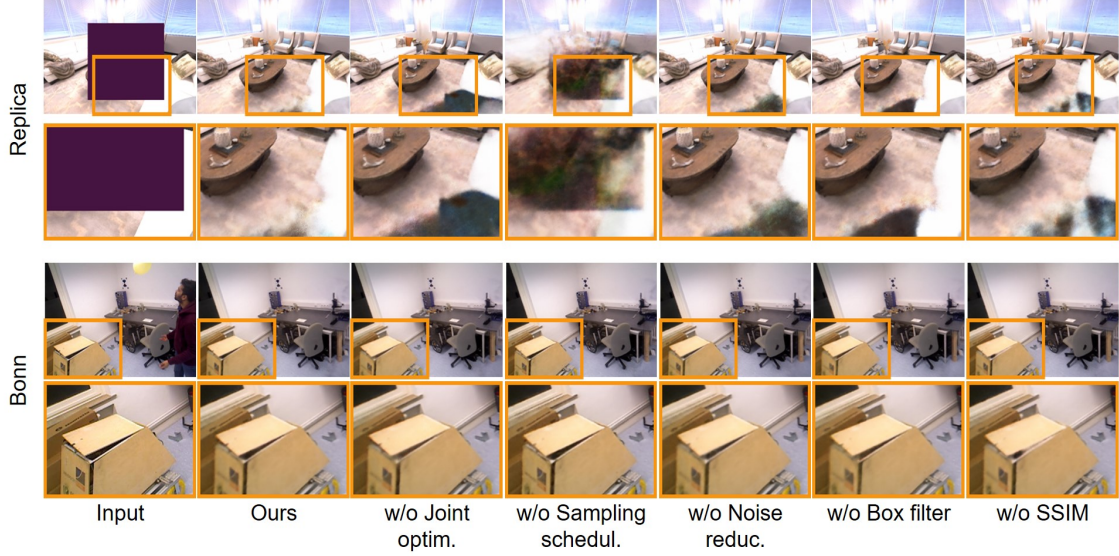 Replica
Bonn
Input
Ours
w/o Joint
optim.
w/o Sampling
schedul.
w/o Noise
reduc.
w/o Box filter
w/o SSIM